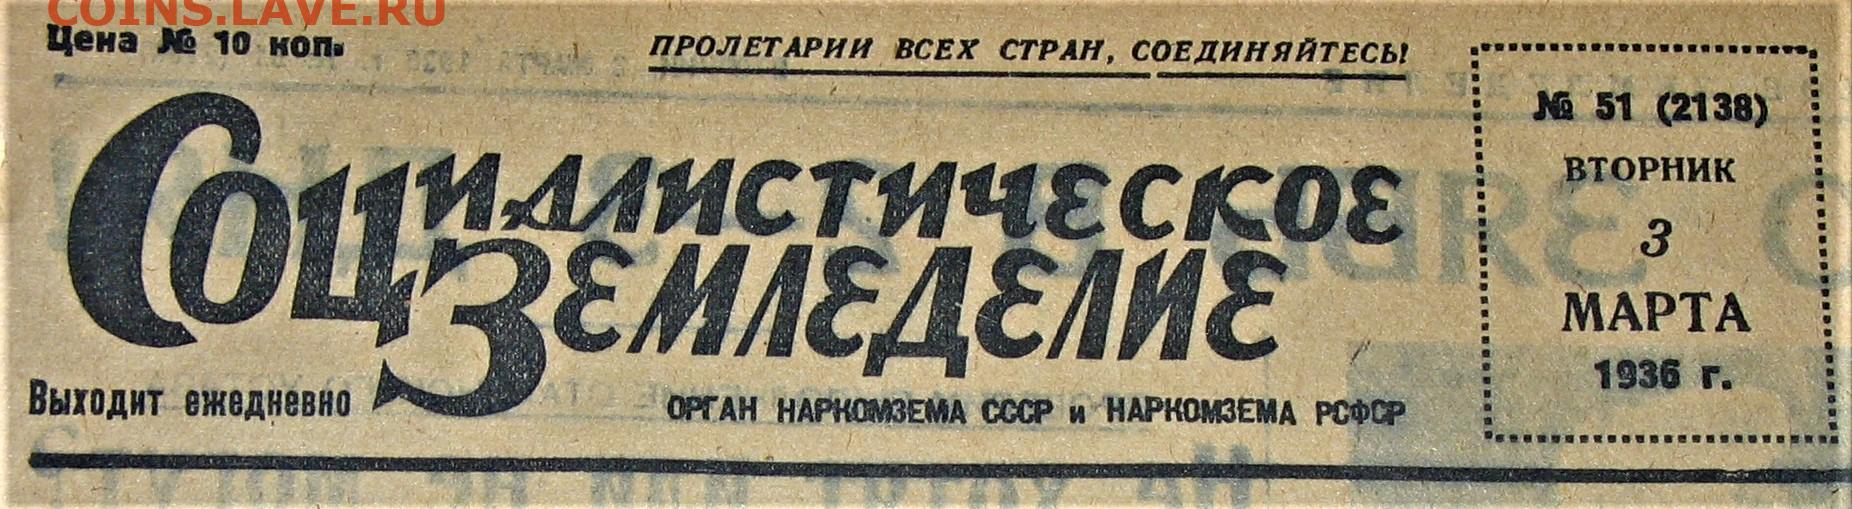 COINS.LAVE.RU
Цена № 10 коп.
ПРОЛЕТАРИИ ВСЕХ СТРАН, СОЕДИНЯЙТЕСЬ!
СОЦИАЛИСТИЧЕСКОЕ
ЗЕМЛЕДЕЛИЕ
Выходит ежедневно
ОРГАН НАРКОМЗЕМА СССР и НАРКОМЗЕМА РСФСР
№ 51 (2138)
ВТОРНИК
3
МАРТА
1936 г.